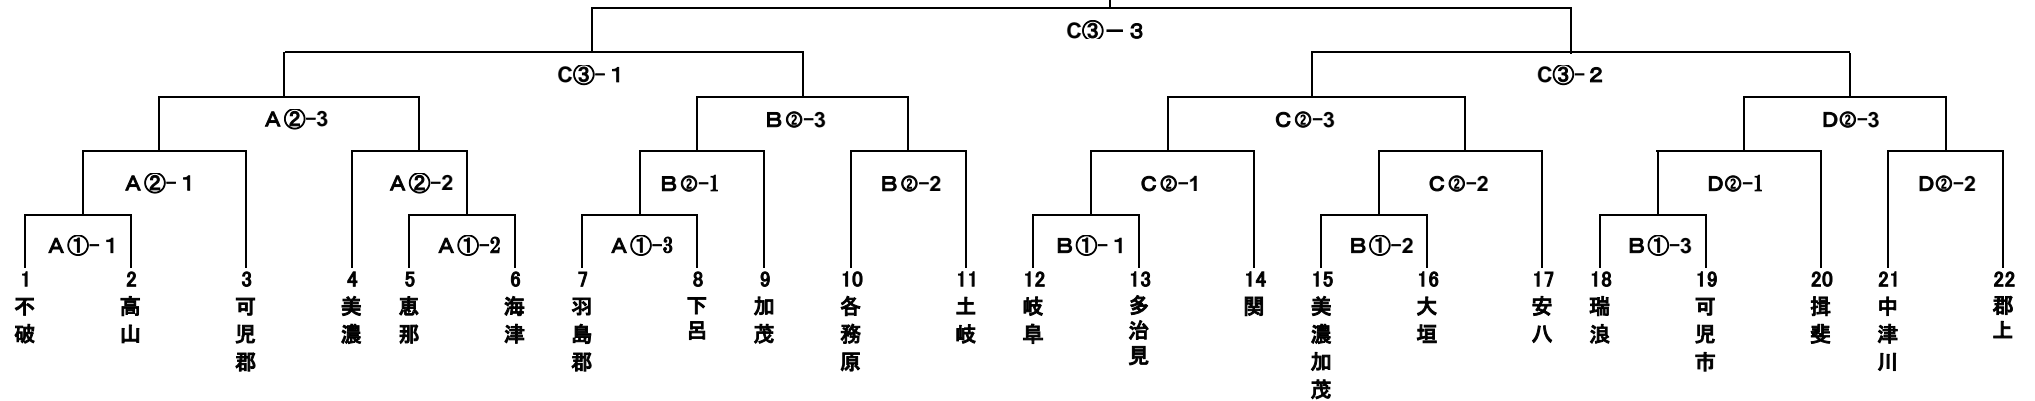 C③－３
C③-１
C③-２
A②-3
B②-3
C②-3
D②-3
A②-１
A②-2
B②-1
B②-2
C②-1
C②-2
D②-1
D②-2
A①-１
A①-2
A①-3
B①-１
B①-2
B①-3
1
2
3
4
5
6
7
8
9
10
11
12
13
14
15
16
17
18
19
20
21
22
不破
高山
可児郡
美濃
恵那
海津
羽島郡
下呂
加茂
各務原
土岐
岐阜
多治見
関
美濃加茂
大垣
安八
瑞浪
可児市
揖斐
中津川
郡上